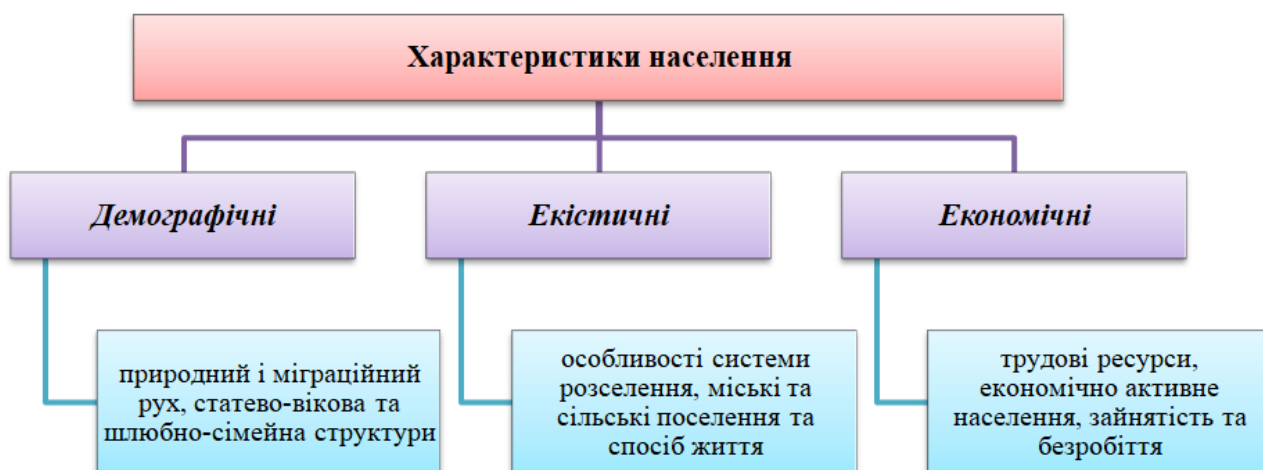 Характеристики населення
Демографічні
Екістичні
Економічні
природний і міграційний
рух, статево-вікова та
шлюбно-сімейна структури
особливості системи
розселення, міські та
сільські поселення та
спосіб життя
трудові ресурси,
економічно активне
населення, зайнятість та
безробіття